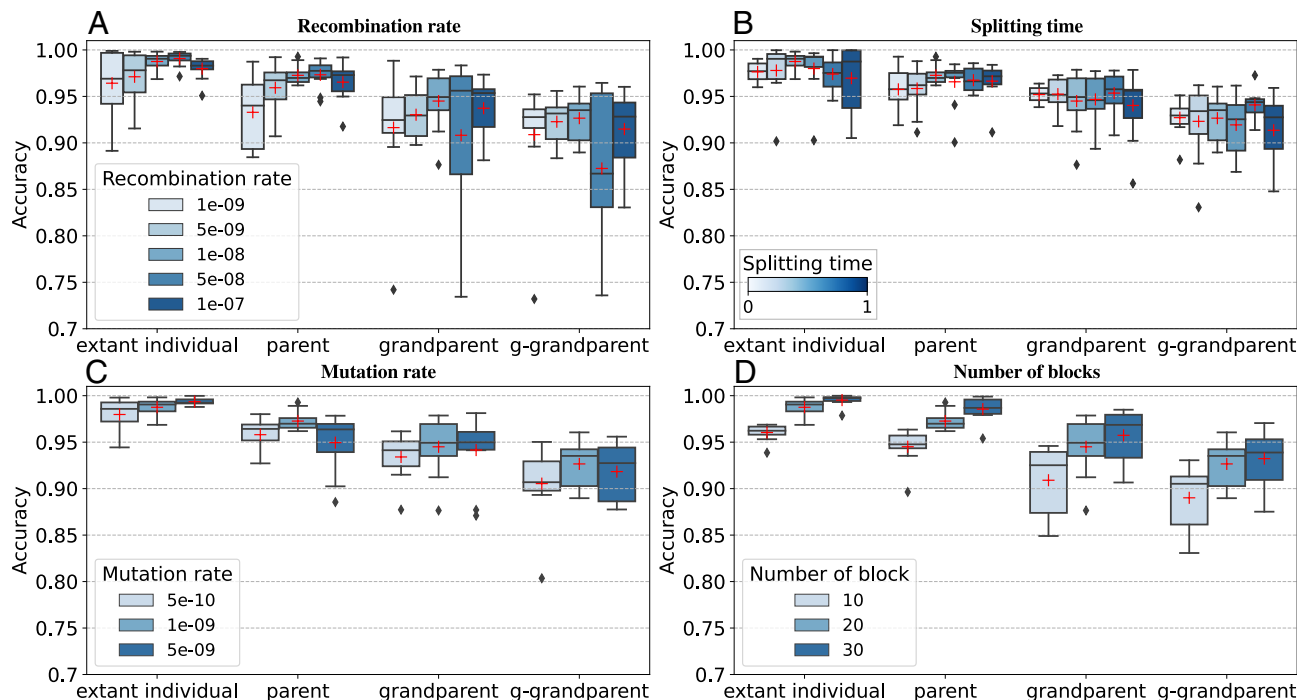 A
Recombination rate
Accuracy
1.00
0.95
0.90
0.85
0.80
0.75
0.7
Recombination rate
1e-09
5e-09
1e-08
5e-08
1e-07
extant individual
parent
grandparent
g-grandparent
B
Splitting time
Accuracy
1.00
0.95
0.90
0.85
0.80
0.75
0.7
Splitting time
0
1
extant individual
parent
grandparent
g-grandparent
C
Mutation rate
Accuracy
1.00
0.95
0.90
0.85
0.80
0.75
0.7
Mutation rate
5e-10
1e-09
5e-09
extant individual
parent
grandparent
g-grandparent
D
Number of blocks
Accuracy
1.00
0.95
0.90
0.85
0.80
0.75
0.7
Number of block
10
20
30
extant individual
parent
grandparent
g-grandparent